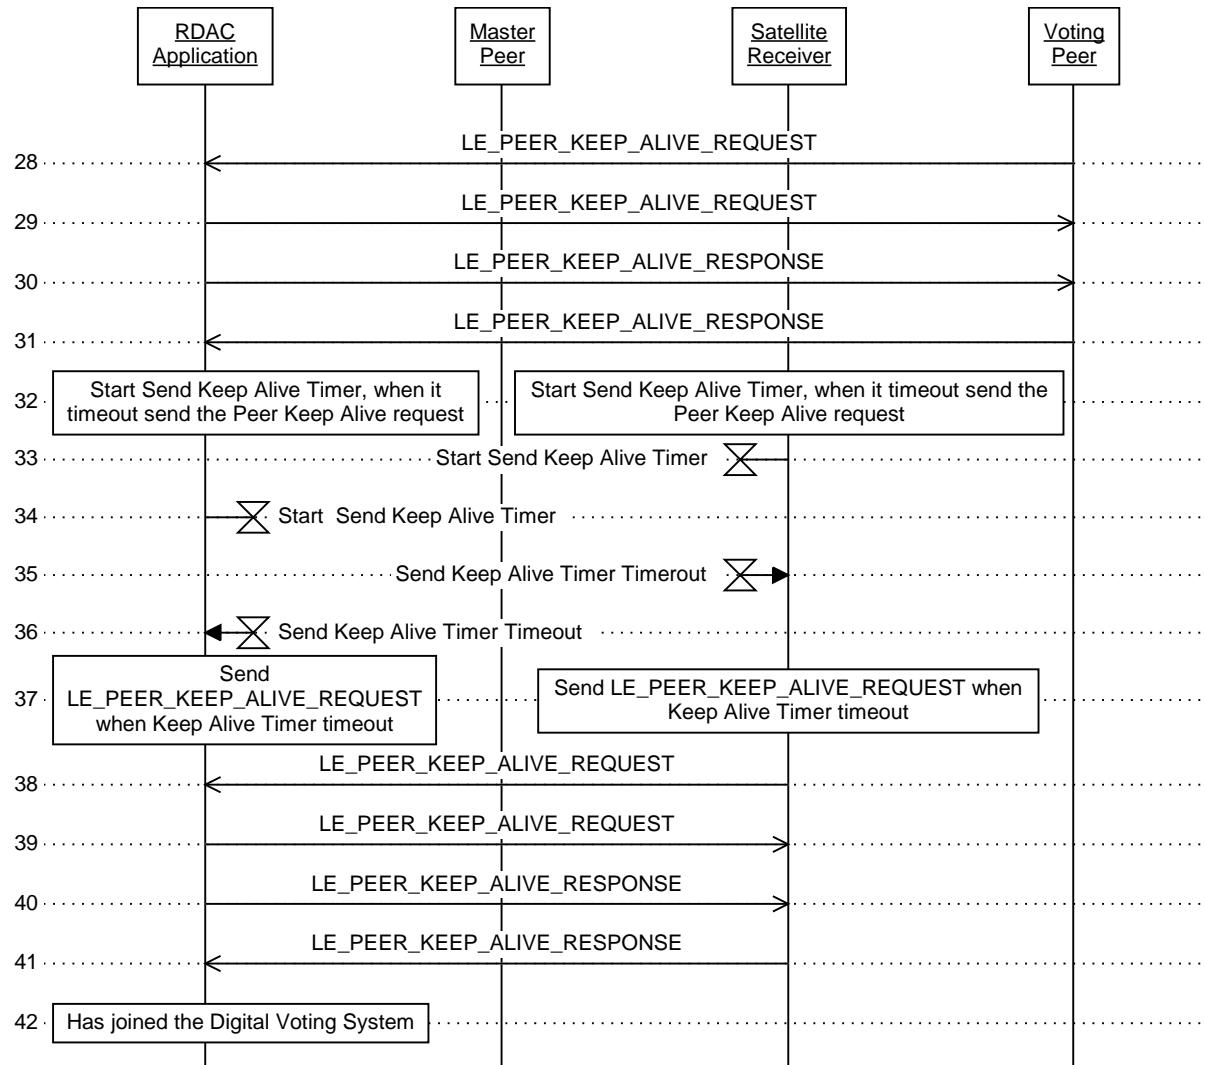 RDAC
Application
Master
Peer
Satellite
Receiver
Voting
Peer
LE_PEER_KEEP_ALIVE_REQUEST
28
LE_PEER_KEEP_ALIVE_REQUEST
29
LE_PEER_KEEP_ALIVE_RESPONSE
30
LE_PEER_KEEP_ALIVE_RESPONSE
31
32
Start Send Keep Alive Timer, when it
timeout send the Peer Keep Alive request
Start Send Keep Alive Timer, when it timeout send the
Peer Keep Alive request
33
Start Send Keep Alive Timer
34
Start  Send Keep Alive Timer
35
Send Keep Alive Timer Timerout
36
Send Keep Alive Timer Timeout
37
Send
LE_PEER_KEEP_ALIVE_REQUEST
when Keep Alive Timer timeout
Send LE_PEER_KEEP_ALIVE_REQUEST when
Keep Alive Timer timeout
LE_PEER_KEEP_ALIVE_REQUEST
38
LE_PEER_KEEP_ALIVE_REQUEST
39
LE_PEER_KEEP_ALIVE_RESPONSE
40
LE_PEER_KEEP_ALIVE_RESPONSE
41
42
Has joined the Digital Voting System